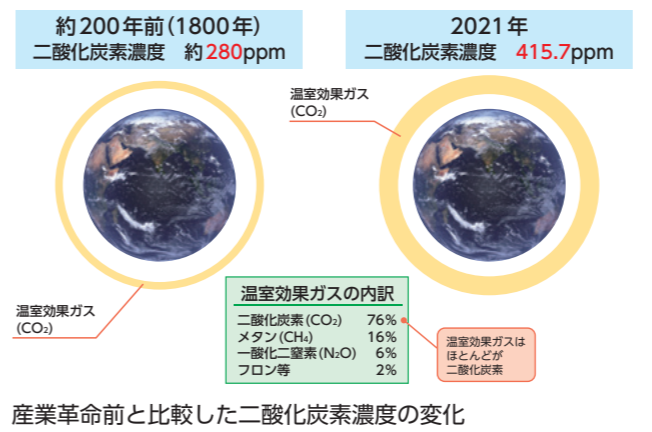 約200年前(1800年)
二酸化炭素濃度 約280ppm
2021年
二酸化炭素濃度 415.7ppm
温室効果ガス
(CO₂)
温室効果ガス
(CO₂)
温室効果ガスの内訳
二酸化炭素(CO₂) 76%
メタン(CH₄) 16%
一酸化二窒素(N₂O) 6%
フロン等 2%
温室効果ガスは
ほとんどが
二酸化炭素
産業革命前と比較した二酸化炭素濃度の変化